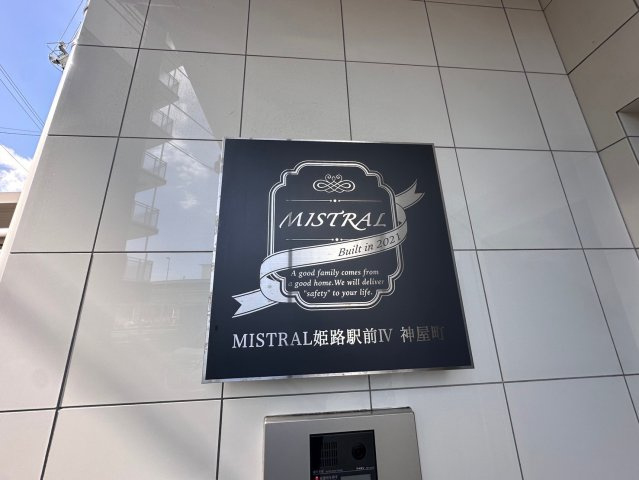 MISTRAL
Built in 2021
A good family comes from
a good home. We will deliver
"safety" to your life.
MISTRAL姫路駅前Ⅳ 神屋町